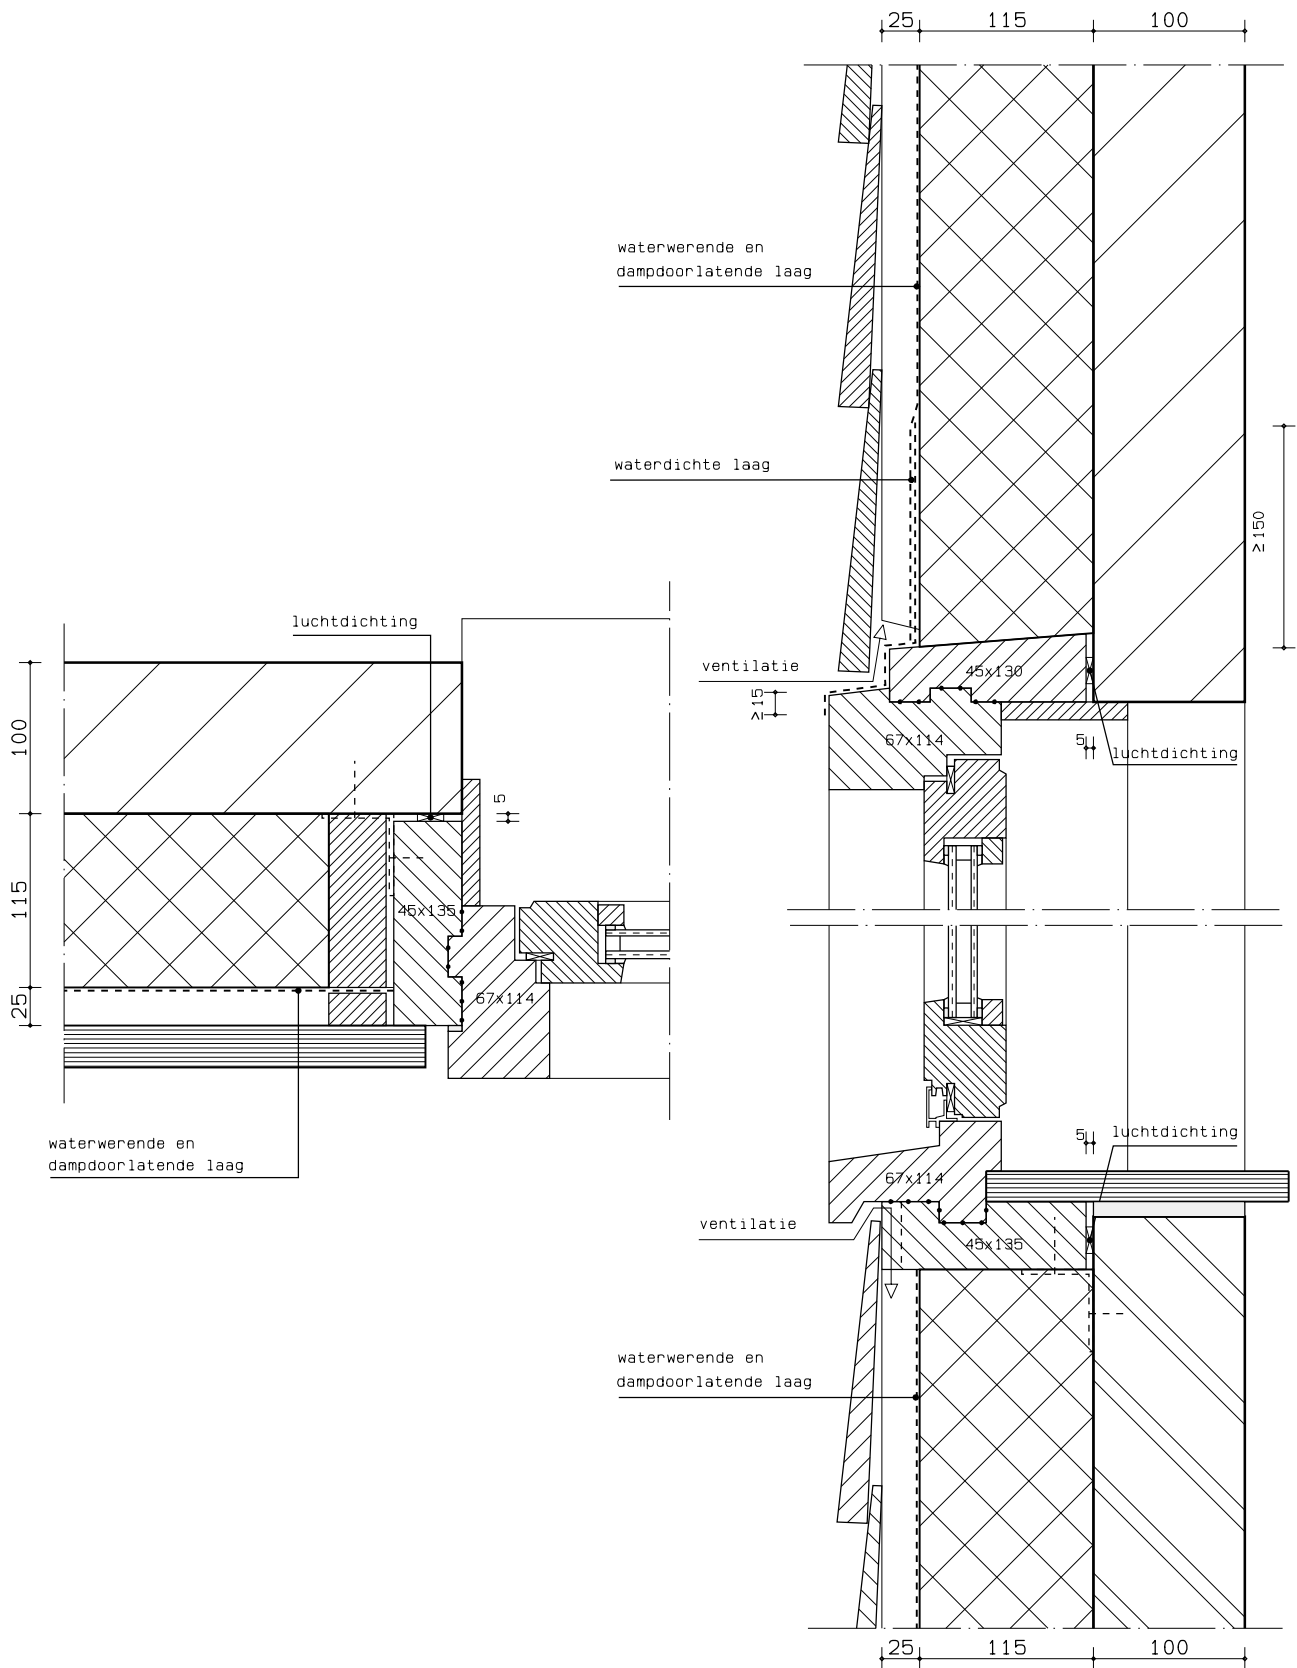 25 115 100
waterwerende en
dampdoorlatende laag
waterdichte laag
≥150
luchtdichting
ventilatie
45x130
≥15
67x114
5
luchtdichting
100
5
115
45x135
67x114
25
5
luchtdichting
waterwerende en
dampdoorlatende laag
67x114
ventilatie
45x135
waterwerende en
dampdoorlatende laag
25 115 100